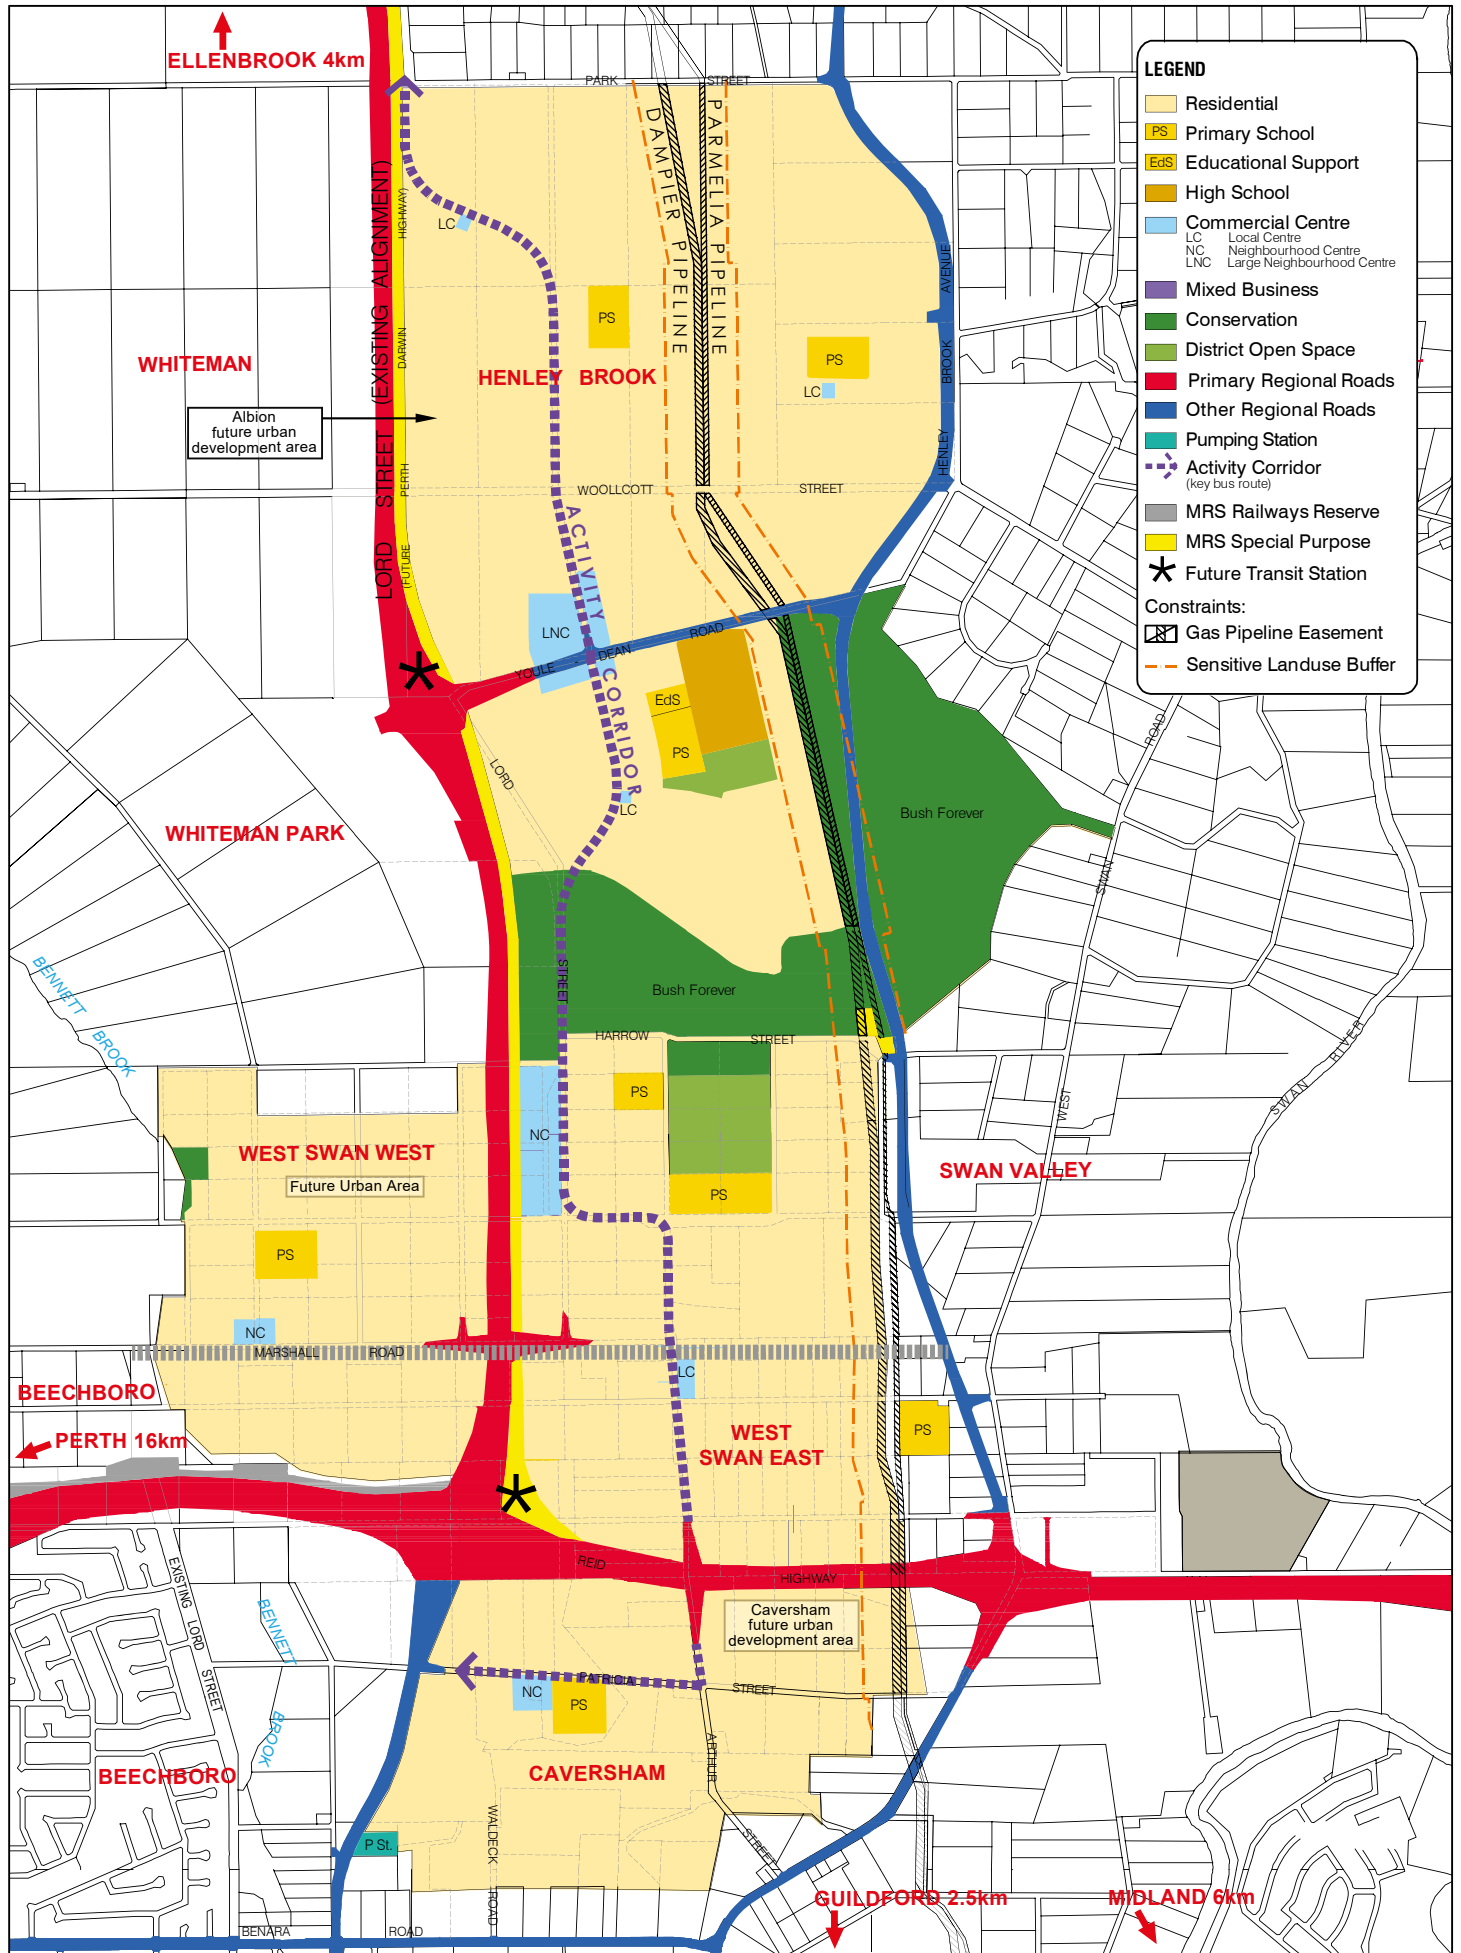 ELLENBROOK 4km
PARK STREET
LEGEND
Residential
PS Primary School
EdS Educational Support
High School
Commercial Centre
LC Local Centre
NC Neighbourhood Centre
LNC Large Neighbourhood Centre
Mixed Business
Conservation
District Open Space
Primary Regional Roads
Other Regional Roads
Pumping Station
Activity Corridor
(key bus route)
MRS Railways Reserve
MRS Special Purpose
Future Transit Station
Constraints:
Gas Pipeline Easement
Sensitive Landuse Buffer
DAMPIER PIPELINE
PARMELIA PIPELINE
LORD STREET (EXISTING ALIGNMENT)
(FUTURE PERTH DARWIN HIGHWAY)
LC
PS
PS
LC
WHITEMAN
HENLEY BROOK
HENLEY BROOK AVENUE
Albion
future urban
development area
WOOLLCOTT STREET
ACTIVITY CORRIDOR
LNC
YOULE - DEAN ROAD
EdS
PS
LORD STREET
LC
Bush Forever
WHITEMAN PARK
SWAN ROAD
WEST
BENNETT BROOK
Bush Forever
HARROW STREET
SWAN RIVER
PS
NC
WEST SWAN WEST
Future Urban Area
SWAN VALLEY
PS
PS
NC
MARSHALL ROAD
LC
BEECHBORO
PERTH 16km
WEST
SWAN EAST
PS
REID HIGHWAY
EXISTING LORD STREET
BENNETT BROOK
Caversham
future urban
development area
PATRICIA STREET
NC
PS
ARTHUR STREET
BEECHBORO
CAVERSHAM
WALDECK ROAD
P St.
GUILDFORD 2.5km
MIDLAND 6km
BENARA ROAD